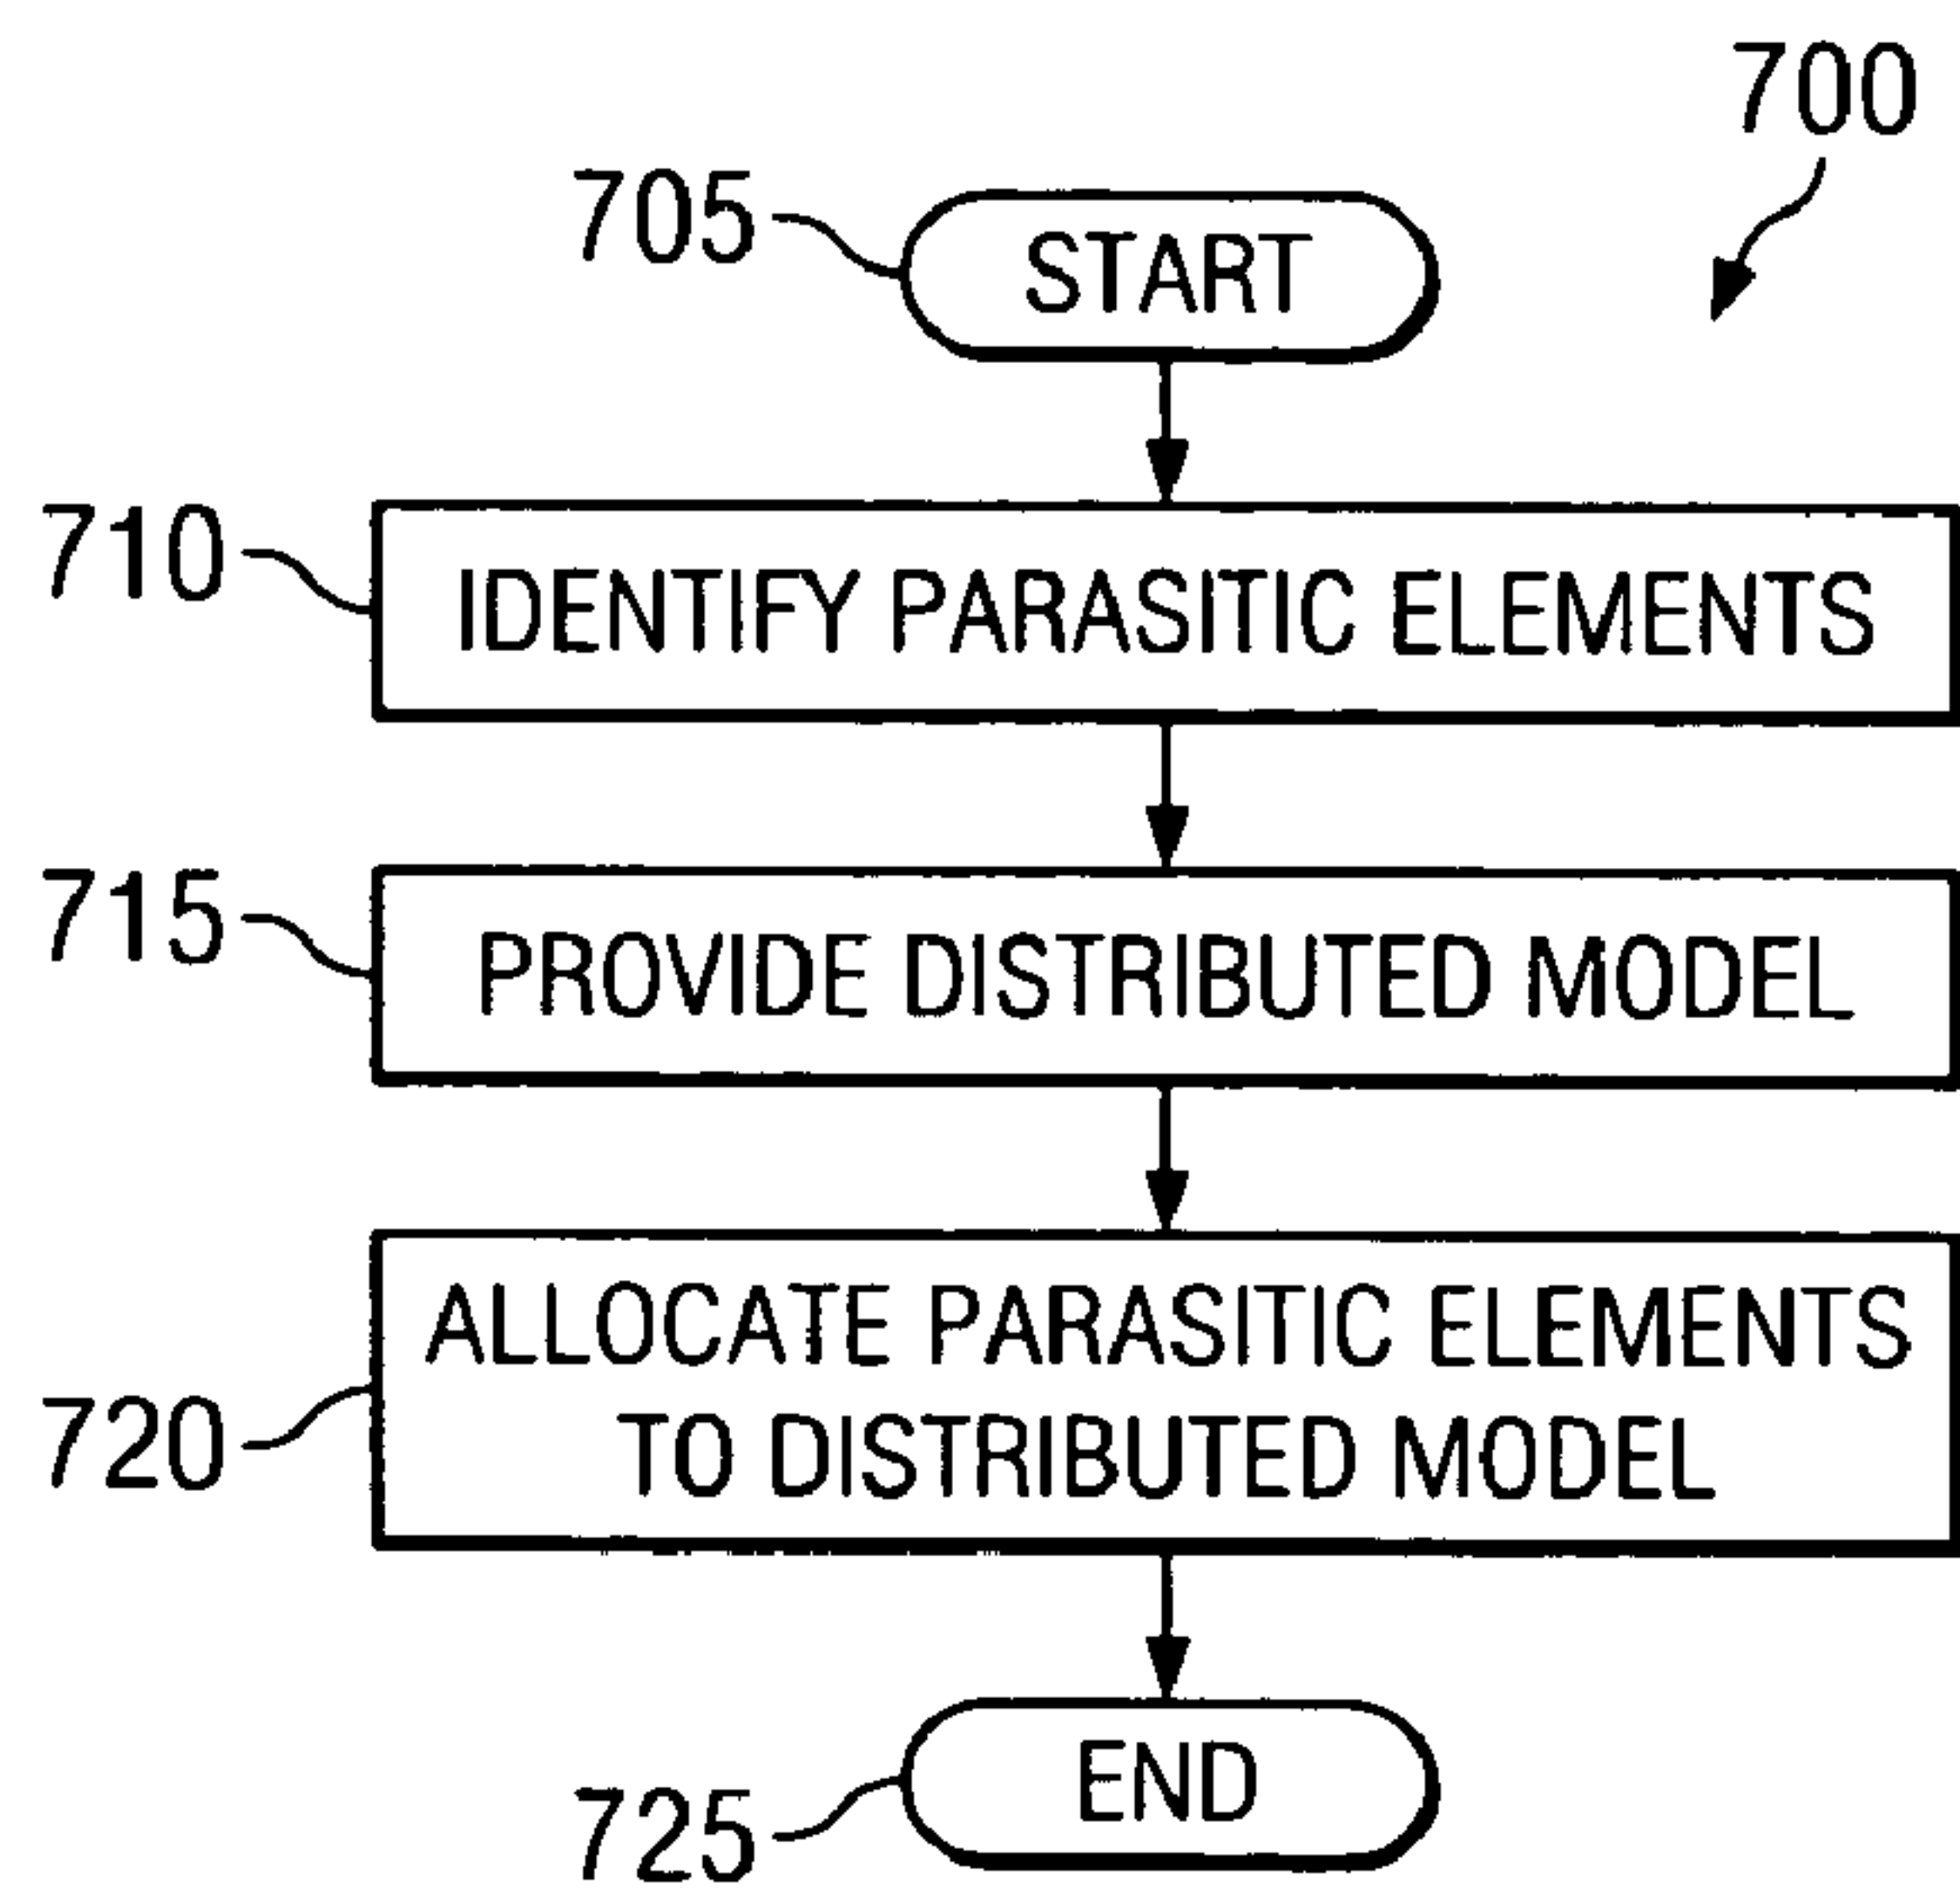 700
705
START
710
IDENTIFY PARASITIC ELEMENTS
715
PROVIDE DISTRIBUTED MODEL
ALLOCATE PARASITIC ELEMENTS
720
TO DISTRIBUTED MODEL
END
725